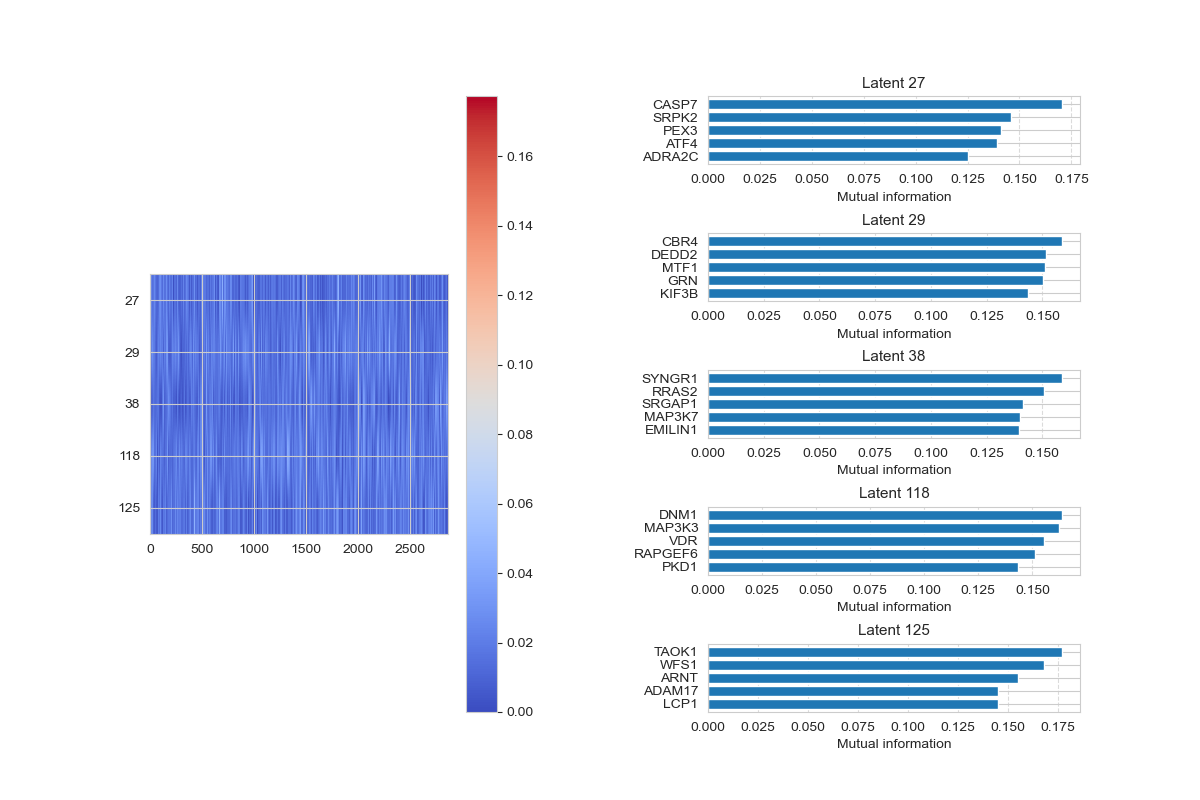 27
29
38
118
125
0 500 1000 1500 2000 2500
0.16
0.14
0.12
0.10
0.08
0.06
0.04
0.02
0.00
Latent 27
CASP7
SRPK2
PEX3
ATF4
ADRA2C
0.000 0.025 0.050 0.075 0.100 0.125 0.150 0.175
Mutual information
Latent 29
CBR4
DEDD2
MTF1
GRN
KIF3B
0.000 0.025 0.050 0.075 0.100 0.125 0.150
Mutual information
Latent 38
SYNGR1
RRAS2
SRGAP1
MAP3K7
EMILIN1
0.000 0.025 0.050 0.075 0.100 0.125 0.150
Mutual information
Latent 118
DNM1
MAP3K3
VDR
RAPGEF6
PKD1
0.000 0.025 0.050 0.075 0.100 0.125 0.150
Mutual information
Latent 125
TAOK1
WFS1
ARNT
ADAM17
LCP1
0.000 0.025 0.050 0.075 0.100 0.125 0.150 0.175
Mutual information